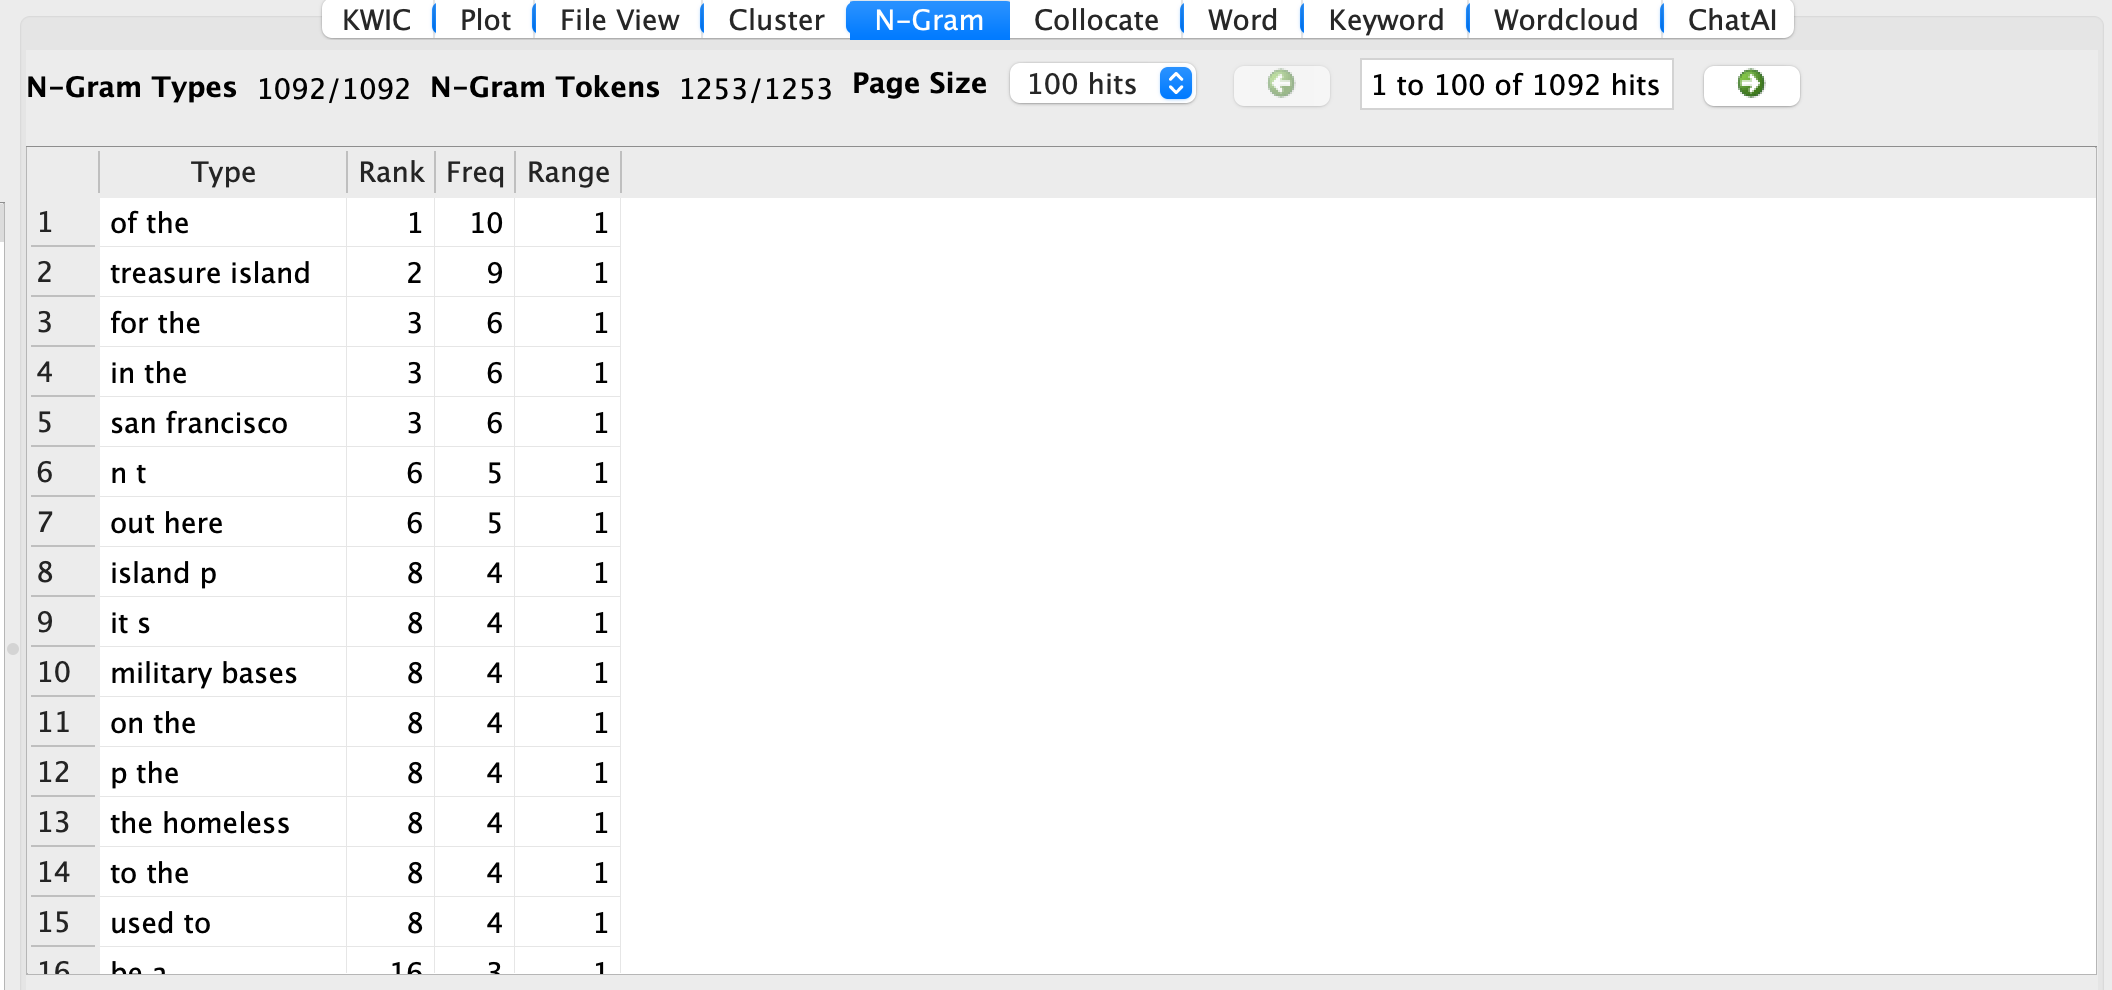 KWIC Plot File View Cluster N-Gram Collocate Word Keyword Wordcloud ChatAI
N-Gram Types 1092/1092 N-Gram Tokens 1253/1253 Page Size 100 hits 1 to 100 of 1092 hits
Type Rank Freq Range
1 of the 1 10 1
2 treasure island 2 9 1
3 for the 3 6 1
4 in the 3 6 1
5 san francisco 3 6 1
6 n t 6 5 1
7 out here 6 5 1
8 island p 8 4 1
9 it s 8 4 1
10 military bases 8 4 1
11 on the 8 4 1
12 p the 8 4 1
13 the homeless 8 4 1
14 to the 8 4 1
15 used to 8 4 1
16 be a 16 3 1